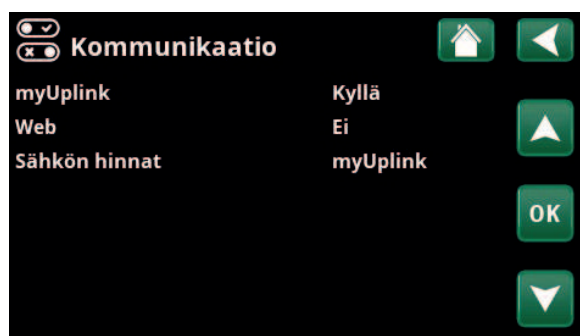 Kommunikaatio
myUplink Kyllä
Web Ei
Sähkön hinnat myUplink
OK